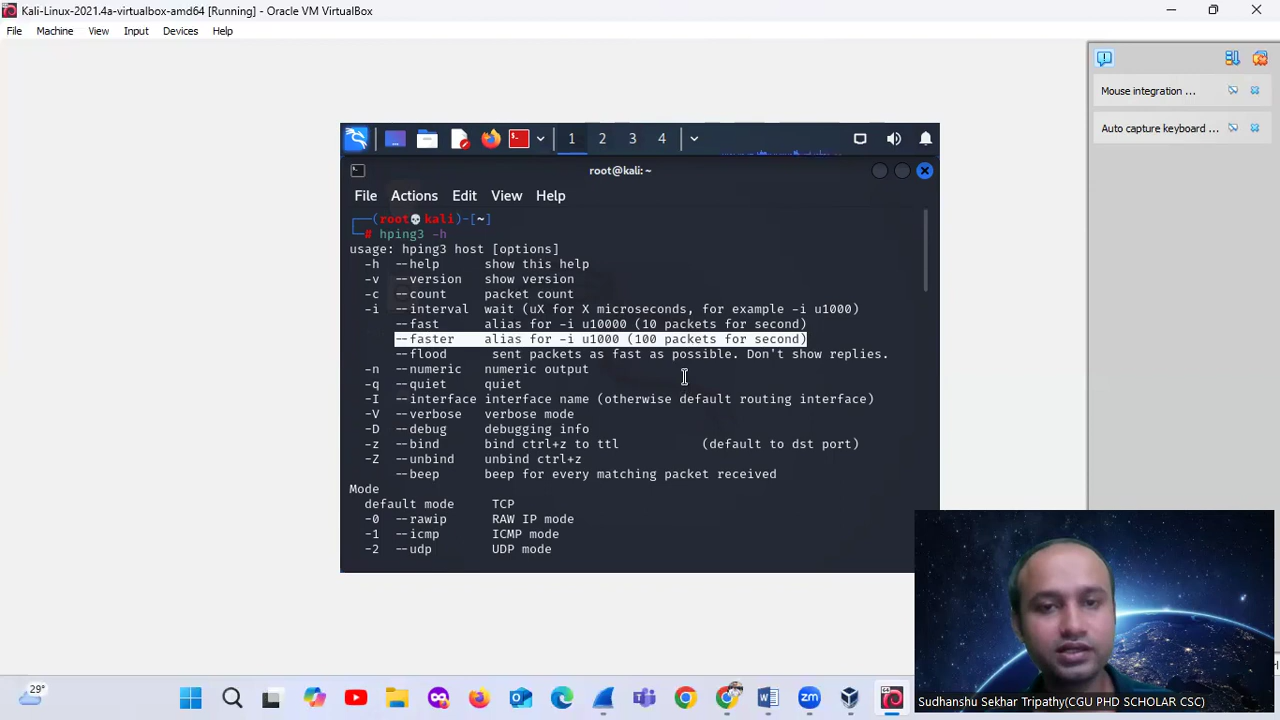 Kali-Linux-2021.4a-virtualbox-amd64 [Running] - Oracle VM VirtualBox
File Machine View Input Devices Help
Mouse integration ...
Auto capture keyboard ...
1 2 3 4
root@kali: ~
File Actions Edit View Help
(root💀kali)-[~]
# hping3 -h
usage: hping3 host [options]
-h --help show this help
-v --version show version
-c --count packet count
-i --interval wait (uX for X microseconds, for example -i u1000)
--fast alias for -i u10000 (10 packets for second)
--faster alias for -i u1000 (100 packets for second)
--flood sent packets as fast as possible. Don't show replies.
-n --numeric numeric output
-q --quiet quiet
-I --interface interface name (otherwise default routing interface)
-V --verbose verbose mode
-D --debug debugging info
-z --bind bind ctrl+z to ttl (default to dst port)
-Z --unbind unbind ctrl+z
--beep beep for every matching packet received
Mode
default mode TCP
-0 --rawip RAW IP mode
-1 --icmp ICMP mode
-2 --udp UDP mode
29°
Sudhanshu Sekhar Tripathy(CGU PHD SCHOLAR CSC)